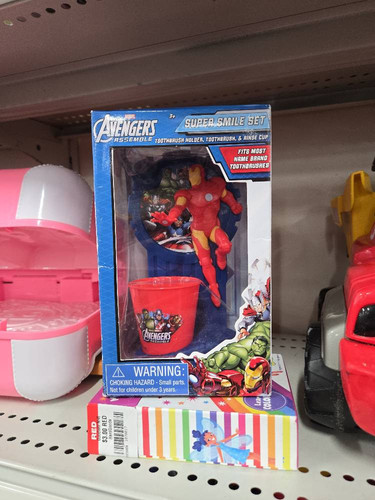 AVENGERS
ASSEMBLE
3+
SUPER SMILE SET
TOOTHBRUSH HOLDER, TOOTHBRUSH, & RINSE CUP
FITS MOST
NAME BRAND
TOOTHBRUSHES
AVENGERS
WARNING:
CHOKING HAZARD - Small parts.
Not for children under 3 years.
RED
$3.00 RED